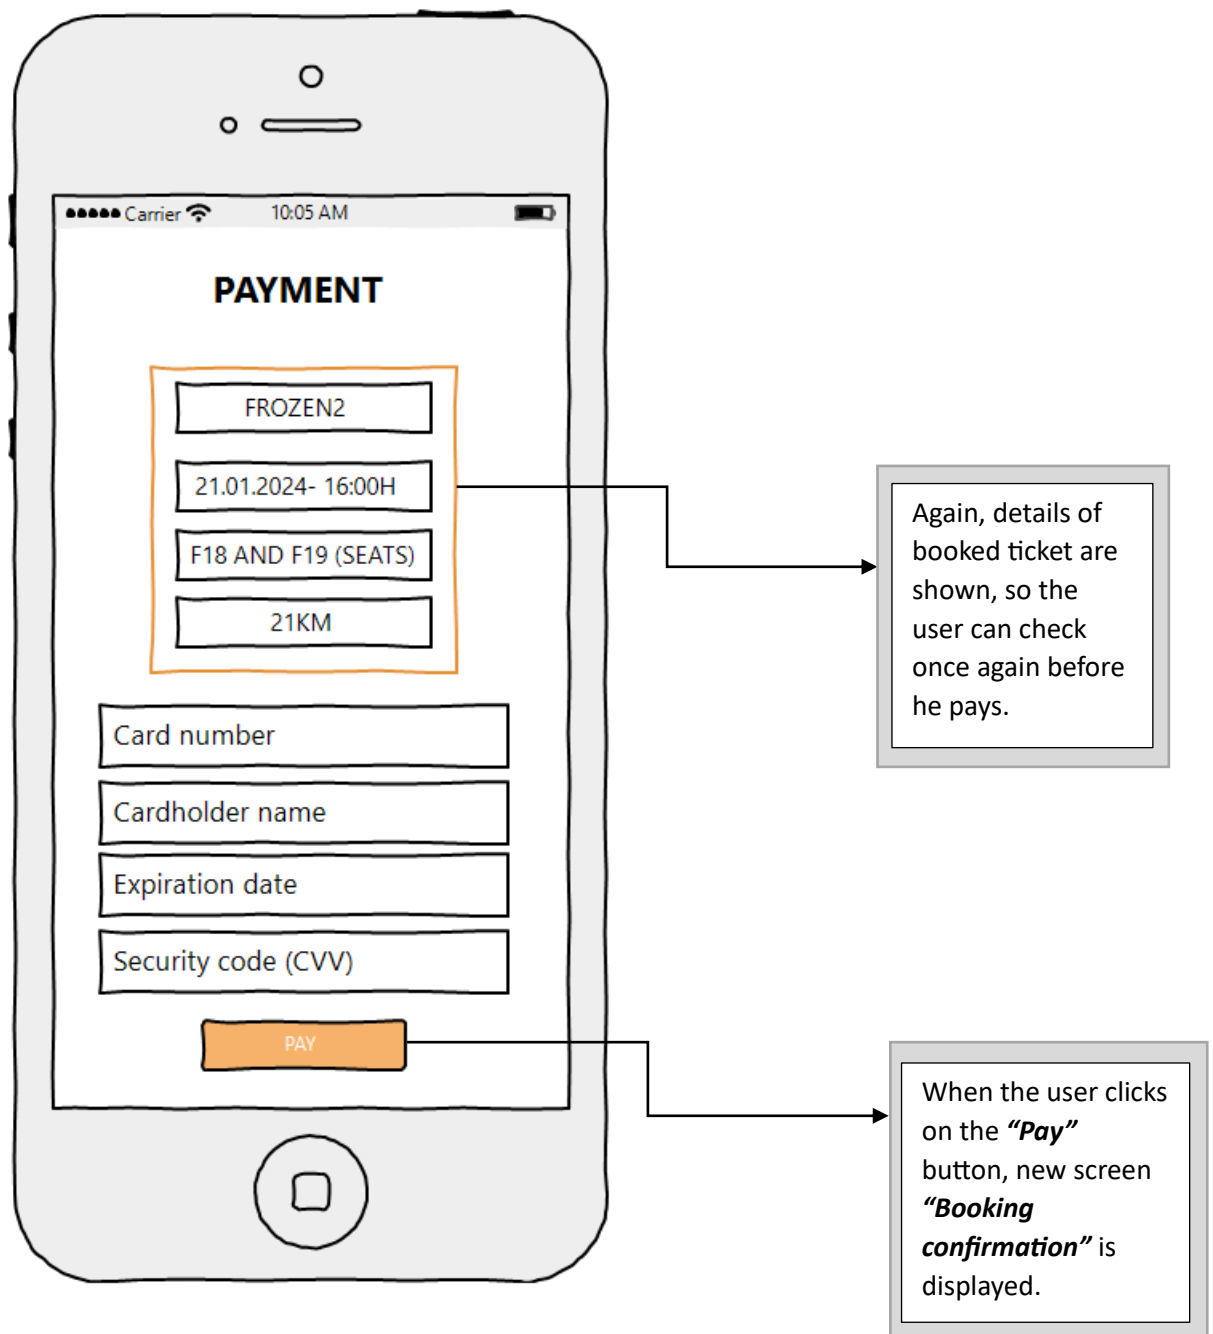 Carrier 10:05 AM
PAYMENT
FROZEN2
21.01.2024- 16:00H
F18 AND F19 (SEATS)
21KM
Card number
Cardholder name
Expiration date
Security code (CVV)
PAY
Again, details of
booked ticket are
shown, so the
user can check
once again before
he pays.
When the user clicks
on the “Pay”
button, new screen
“Booking
confirmation” is
displayed.